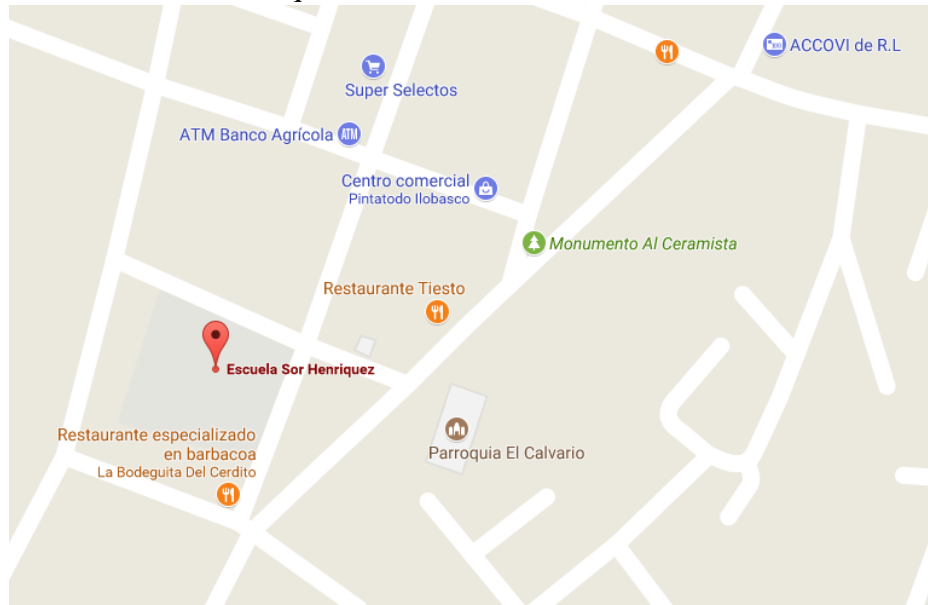 ACCOVI de R.L
Super Selectos
ATM Banco Agrícola
ATM
Centro comercial
Pintatodo Ilobasco
Monumento Al Ceramista
Restaurante Tiesto
Escuela Sor Henriquez
Restaurante especializado
en barbacoa
La Bodeguita Del Cerdito
Parroquia El Calvario